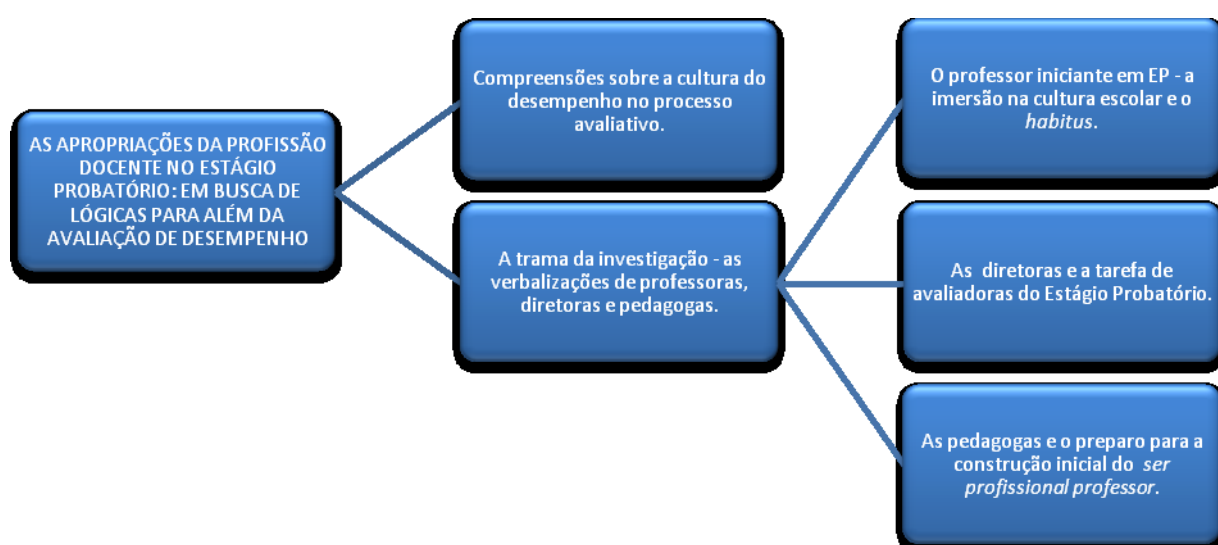 AS APROPRIAÇÕES DA PROFISSÃO
DOCENTE NO ESTÁGIO
PROBATÓRIO: EM BUSCA DE
LÓGICAS PARA ALÉM DA
AVALIAÇÃO DE DESEMPENHO
Compreensões sobre a cultura do
desempenho no processo
avaliativo.
A trama da investigação - as
verbalizações de professoras,
diretoras e pedagogas.
O professor iniciante em EP - a
imersão na cultura escolar e o
habitus.
As diretoras e a tarefa de
avaliadoras do Estágio Probatório.
As pedagogas e o preparo para a
construção inicial do ser
profissional professor.